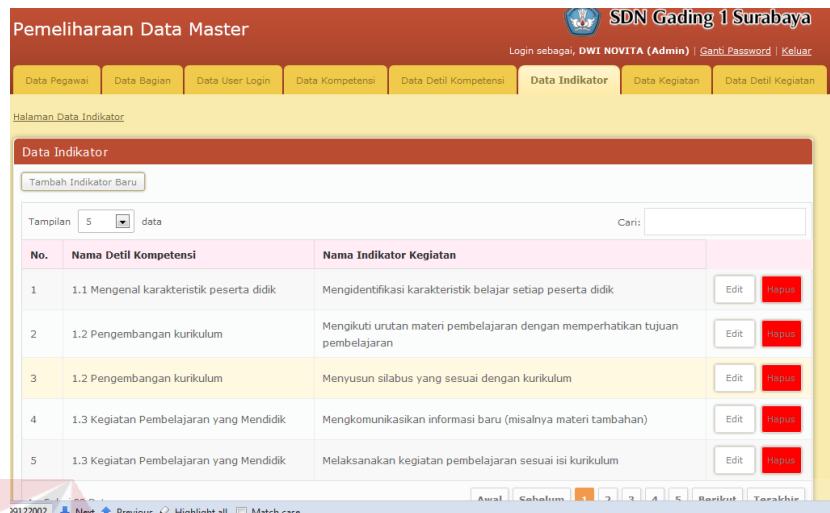 SDN Gading 1 Surabaya
Pemeliharaan Data Master
Login sebagai, DWI NOVITA (Admin) | Ganti Password | Keluar
Data Pegawai Data Bagian Data User Login Data Kompetensi Data Detil Kompetensi Data Indikator Data Kegiatan Data Detil Kegiatan
Halaman Data Indikator
Data Indikator
Tambah Indikator Baru
Tampilan 5 data Cari:
No. Nama Detil Kompetensi Nama Indikator Kegiatan
1 1.1 Mengenal karakteristik peserta didik Mengidentifikasi karakteristik belajar setiap peserta didik Edit Hapus
2 1.2 Pengembangan kurikulum Mengikuti urutan materi pembelajaran dengan memperhatikan tujuan pembelajaran Edit Hapus
3 1.2 Pengembangan kurikulum Menyusun silabus yang sesuai dengan kurikulum Edit Hapus
4 1.3 Kegiatan Pembelajaran yang Mendidik Mengkomunikasikan informasi baru (misalnya materi tambahan) Edit Hapus
5 1.3 Kegiatan Pembelajaran yang Mendidik Melaksanakan kegiatan pembelajaran sesuai isi kurikulum Edit Hapus
Awal Sebelum 1 2 3 4 5 Berikut Terakhir
09122002 Next Previous Highlight all Match case